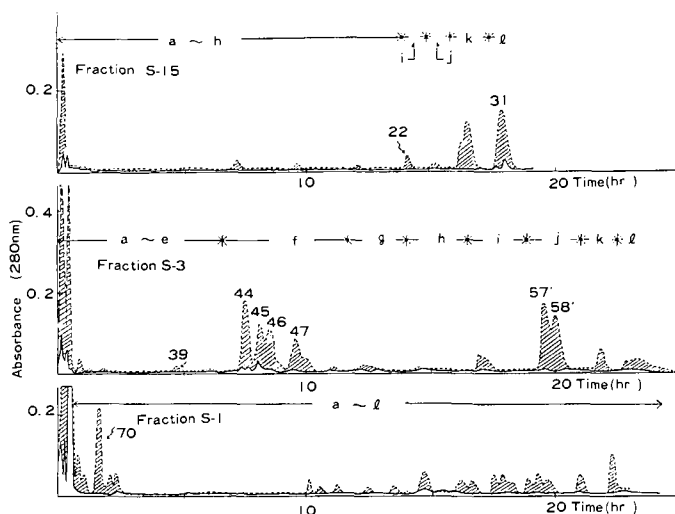 a ~ h
k ℓ
i j
Fraction S-15
0.2
22
31
10
20 Time(hr)
0.4
a ~ e f g h i j k ℓ
Fraction S-3
0.2
44
45
46
47
57'
58'
39
10
20 Time(hr)
Absorbance (280nm)
a ~ ℓ
0.2
Fraction S-1
70
10
20 Time(hr)